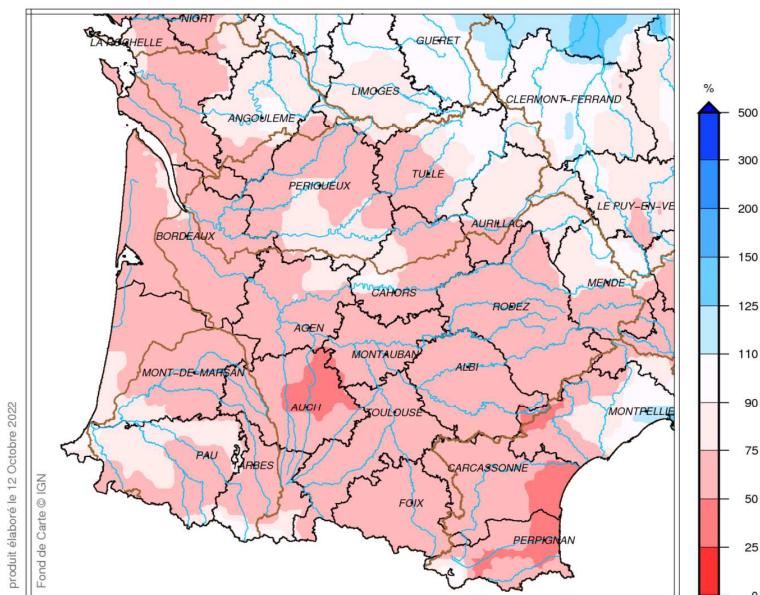 NIORT
LA ROCHELLE
GUERET
LIMOGES
CLERMONT-FERRAND
ANGOULEME
TULLE
PERIGUEUX
LE PUY-EN-VE
AURILLAC
BORDEAUX
MENDE
CAHORS
RODEZ
AGEN
MONTAUBAN
ALBI
MONT-DE-MARSAN
AUCH
TOULOUSE
MONTPELLIE
PAU
TARBES
CARCASSONNE
FOIX
PERPIGNAN
%
500
300
200
150
125
110
90
75
50
25
0
produit élaboré le 12 Octobre 2022
Fond de Carte © IGN